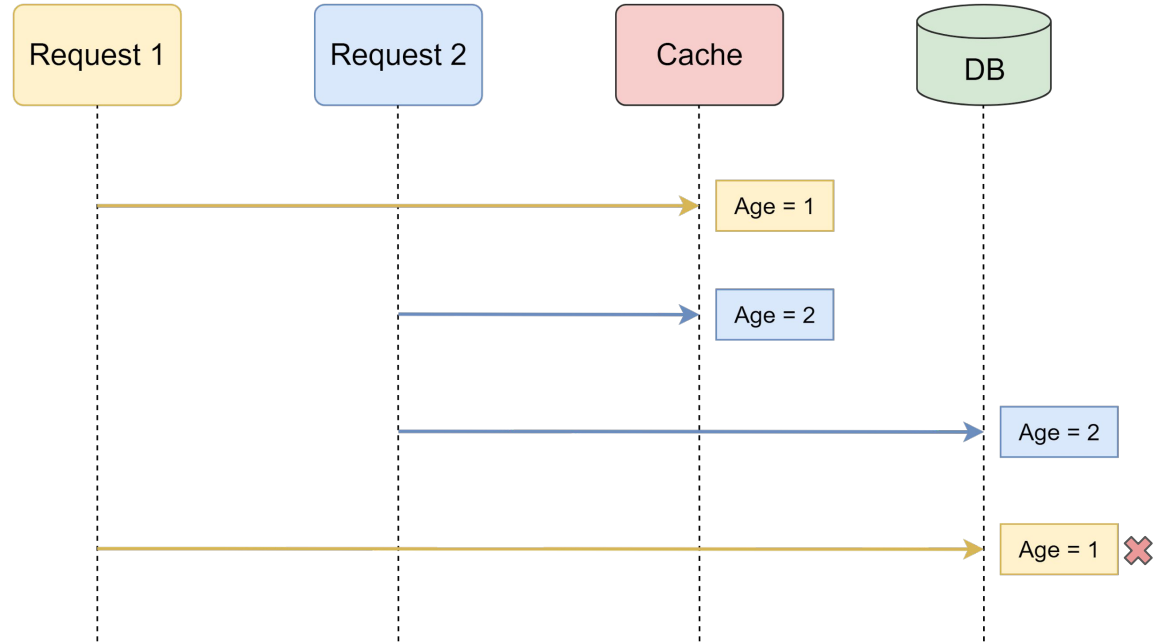 Request 1
Request 2
Cache
DB
Age = 1
Age = 2
Age = 2
Age = 1